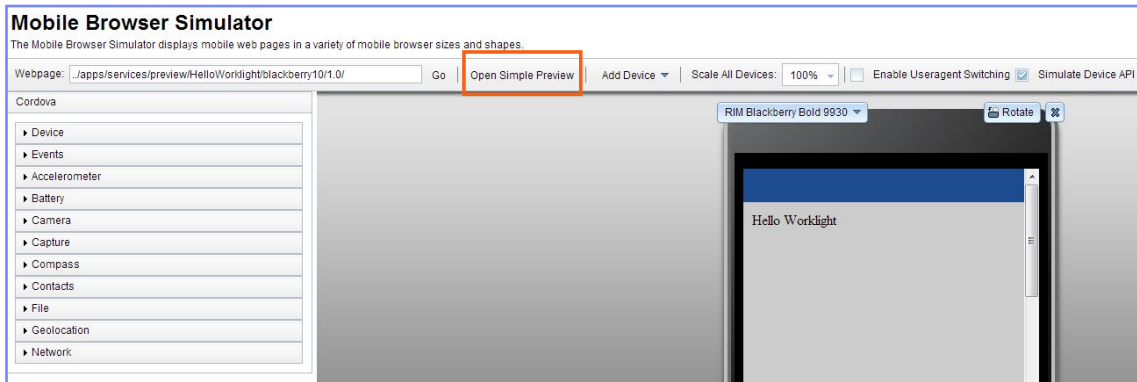 Mobile Browser Simulator
The Mobile Browser Simulator displays mobile web pages in a variety of mobile browser sizes and shapes.
Webpage: ../apps/services/preview/HelloWorklight/blackberry10/1.0/ Go Open Simple Preview Add Device Scale All Devices: 100% Enable Useragent Switching Simulate Device API
Cordova
RIM Blackberry Bold 9930 Rotate
Device
Events
Accelerometer
Battery
Camera
Capture
Compass
Contacts
File
Geolocation
Network
Hello Worklight